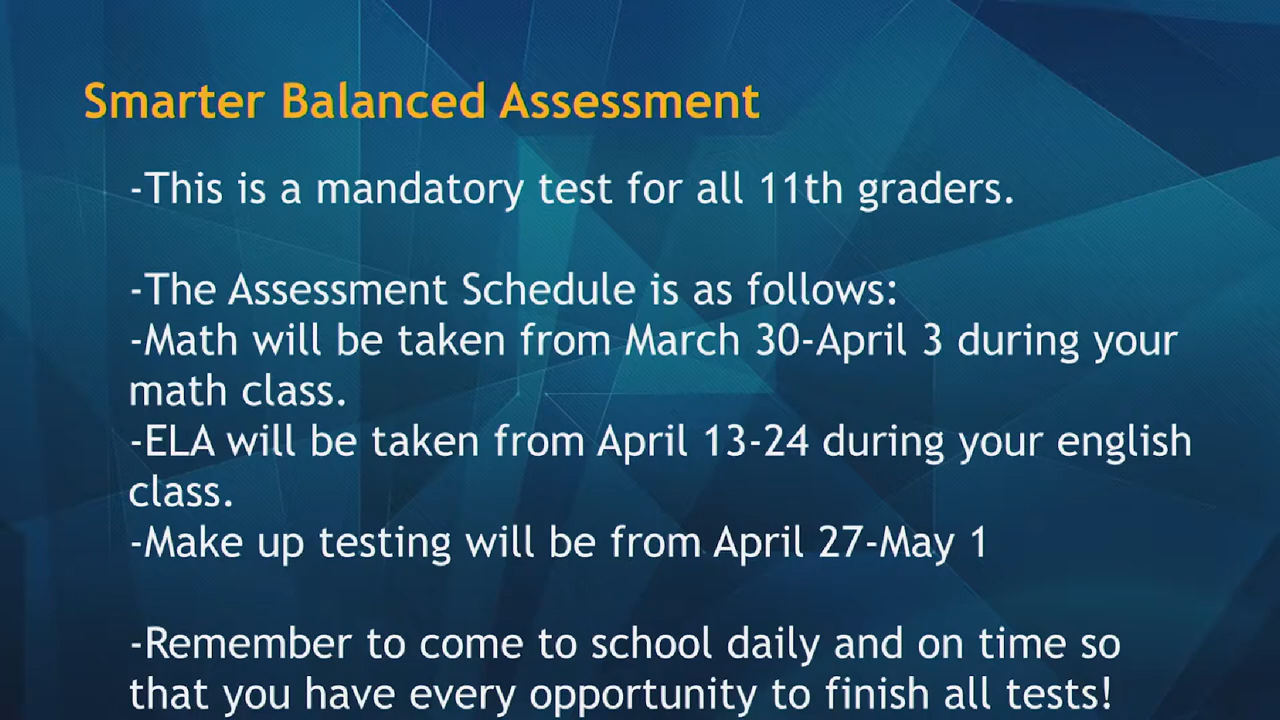 Smarter Balanced Assessment
-This is a mandatory test for all 11th graders.
-The Assessment Schedule is as follows:
-Math will be taken from March 30-April 3 during your
math class.
-ELA will be taken from April 13-24 during your english
class.
-Make up testing will be from April 27-May 1
-Remember to come to school daily and on time so
that you have every opportunity to finish all tests!